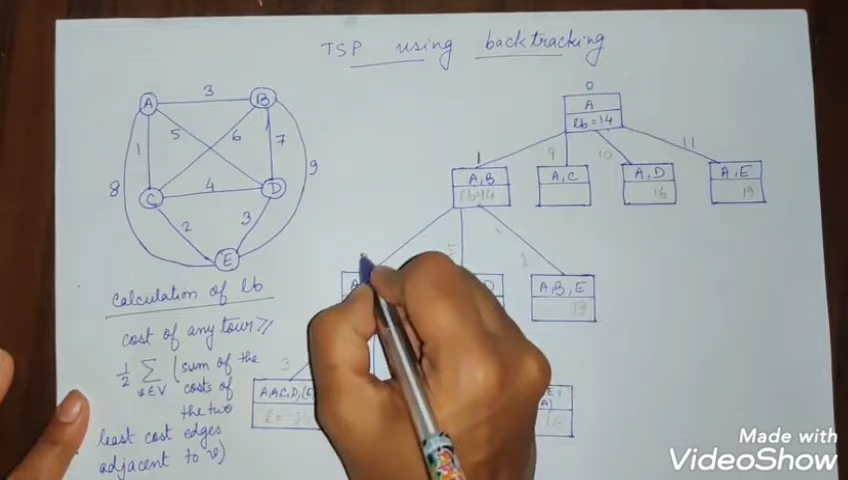 TSP using backtracking
0
A
lb=14
1
9
10
11
A,B
lb=14
A,C
A,D
16
A,E
19
8
A,B,E
3
A
3
B
5
6
7
1
9
8
C
4
D
2
3
E
calculation of lb
cost of any tour ≥
1/2 Σ v∈V (sum of the
costs of
the two
least cost edges
adjacent to v)
D
Made with
VideoShow